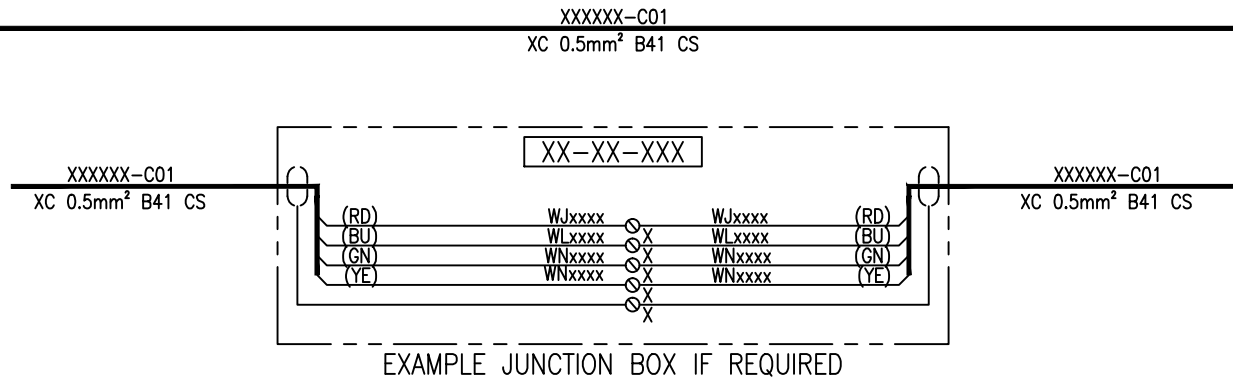 XXXXXX-C01
XC 0.5mm² B41 CS
XX-XX-XXX
XXXXXX-C01
XC 0.5mm² B41 CS
XXXXXX-C01
XC 0.5mm² B41 CS
(RD) WJxxxx X WJxxxx (RD)
(BU) WLxxxx X WLxxxx (BU)
(GN) WNxxxx X WNxxxx (GN)
(YE) WNxxxx X WNxxxx (YE)
X
EXAMPLE JUNCTION BOX IF REQUIRED